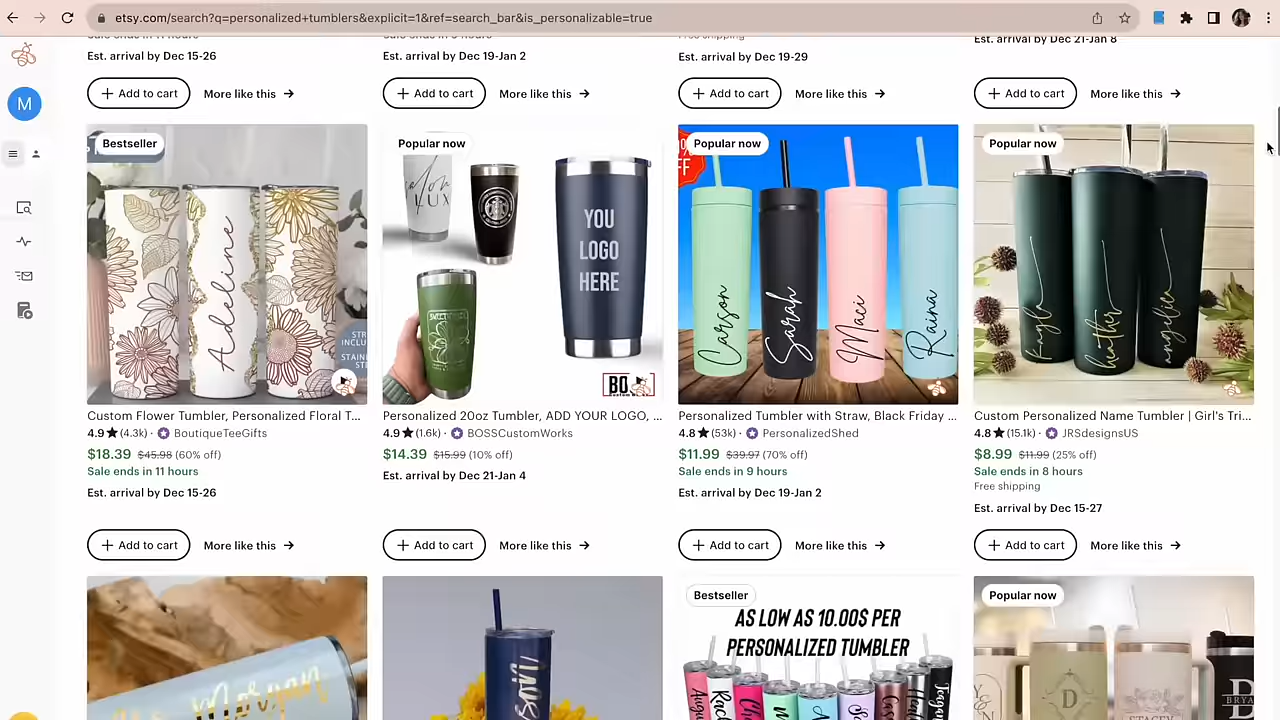 etsy.com/search?q=personalized+tumblers&explicit=1&ref=search_bar&is_personalizable=true
M
Est. arrival by Dec 15-26
Est. arrival by Dec 19-Jan 2
Free shipping
Est. arrival by Dec 19-29
Est. arrival by Dec 21-Jan 8
+ Add to cart More like this →
+ Add to cart More like this →
+ Add to cart More like this →
+ Add to cart More like this →
Bestseller
Adeline
Custom Flower Tumbler, Personalized Floral T...
4.9★(4.3k) · BoutiqueTeeGifts
$18.39 $45.98 (60% off)
Sale ends in 11 hours
Est. arrival by Dec 15-26
+ Add to cart More like this →
Popular now
YOU
LOGO
HERE
Personalized 20oz Tumbler, ADD YOUR LOGO, ...
4.9★(1.6k) · BOSSCustomWorks
$14.39 $15.99 (10% off)
Est. arrival by Dec 21-Jan 4
+ Add to cart More like this →
Popular now
Carson
Sarah
Maci
Raina
Personalized Tumbler with Straw, Black Friday ...
4.8★(53k) · PersonalizedShed
$11.99 $39.97 (70% off)
Sale ends in 9 hours
Est. arrival by Dec 19-Jan 2
+ Add to cart More like this →
Popular now
kayla
heather
Custom Personalized Name Tumbler | Girl's Tri...
4.8★(15.1k) · JRSdesignsUS
$8.99 $11.99 (25% off)
Sale ends in 8 hours
Free shipping
Est. arrival by Dec 15-27
+ Add to cart More like this →
Morgan
Bestseller
AS LOW AS 10.00$ PER
PERSONALIZED TUMBLER
Popular now
D
STACEY
B